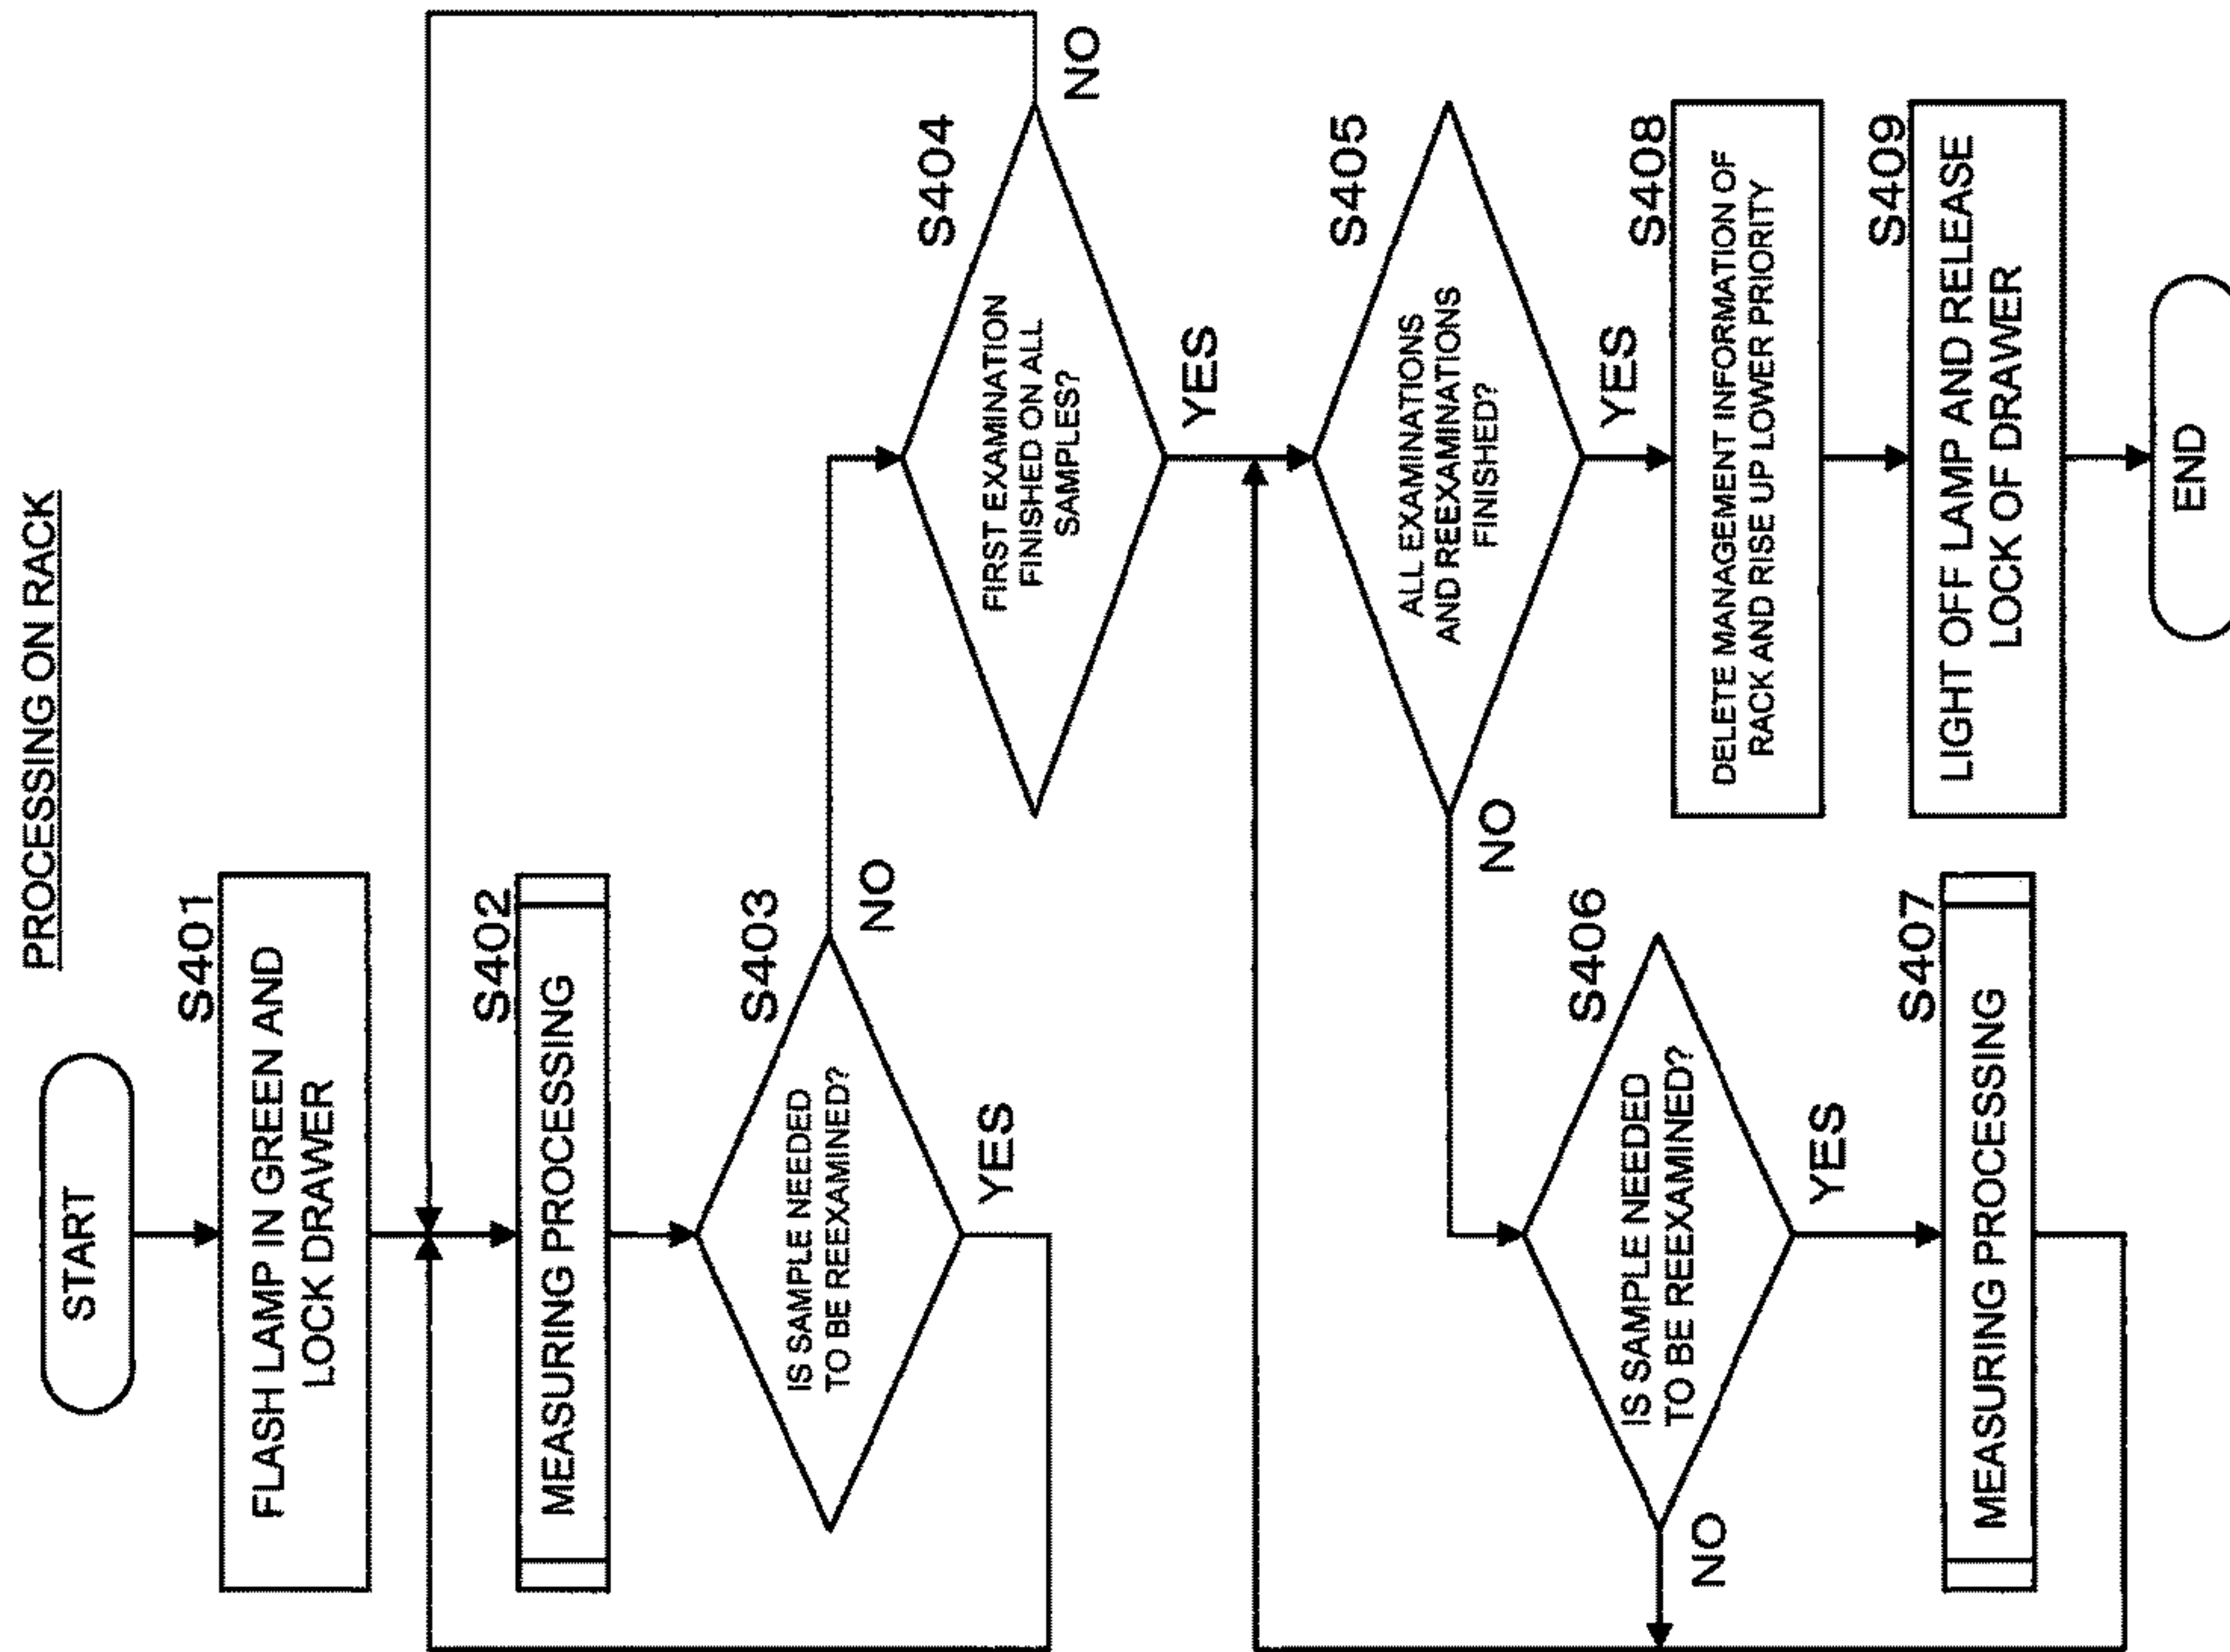 PROCESSING ON RACK
START
S401
FLASH LAMP IN GREEN AND
LOCK DRAWER
S402
MEASURING PROCESSING
S403
IS SAMPLE NEEDED
TO BE REEXAMINED?
NO
YES
S404
FIRST EXAMINATION
FINISHED ON ALL
SAMPLES?
NO
YES
S405
ALL EXAMINATIONS
AND REEXAMINATIONS
FINISHED?
NO
YES
S406
IS SAMPLE NEEDED
TO BE REEXAMINED?
NO
YES
S407
MEASURING PROCESSING
S408
DELETE MANAGEMENT INFORMATION OF
RACK AND RISE UP LOWER PRIORITY
S409
LIGHT OFF LAMP AND RELEASE
LOCK OF DRAWER
END